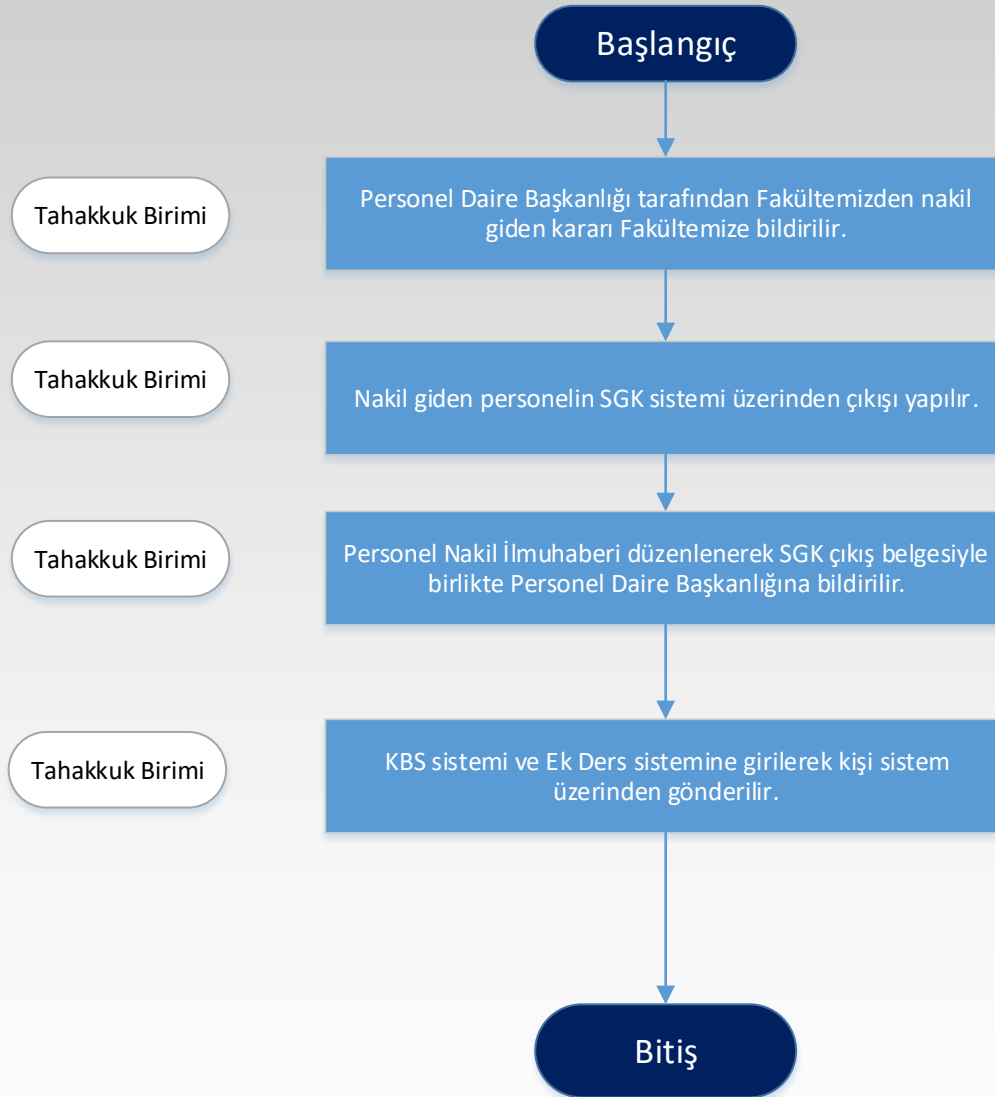 Başlangıç
Tahakkuk Birimi
Personel Daire Başkanlığı tarafından Fakültemizden nakil
giden kararı Fakültemize bildirilir.
Tahakkuk Birimi
Nakil giden personelin SGK sistemi üzerinden çıkışı yapılır.
Tahakkuk Birimi
Personel Nakil İlmuhaberi düzenlenerek SGK çıkış belgesiyle
birlikte Personel Daire Başkanlığına bildirilir.
Tahakkuk Birimi
KBS sistemi ve Ek Ders sistemine girilerek kişi sistem
üzerinden gönderilir.
Bitiş